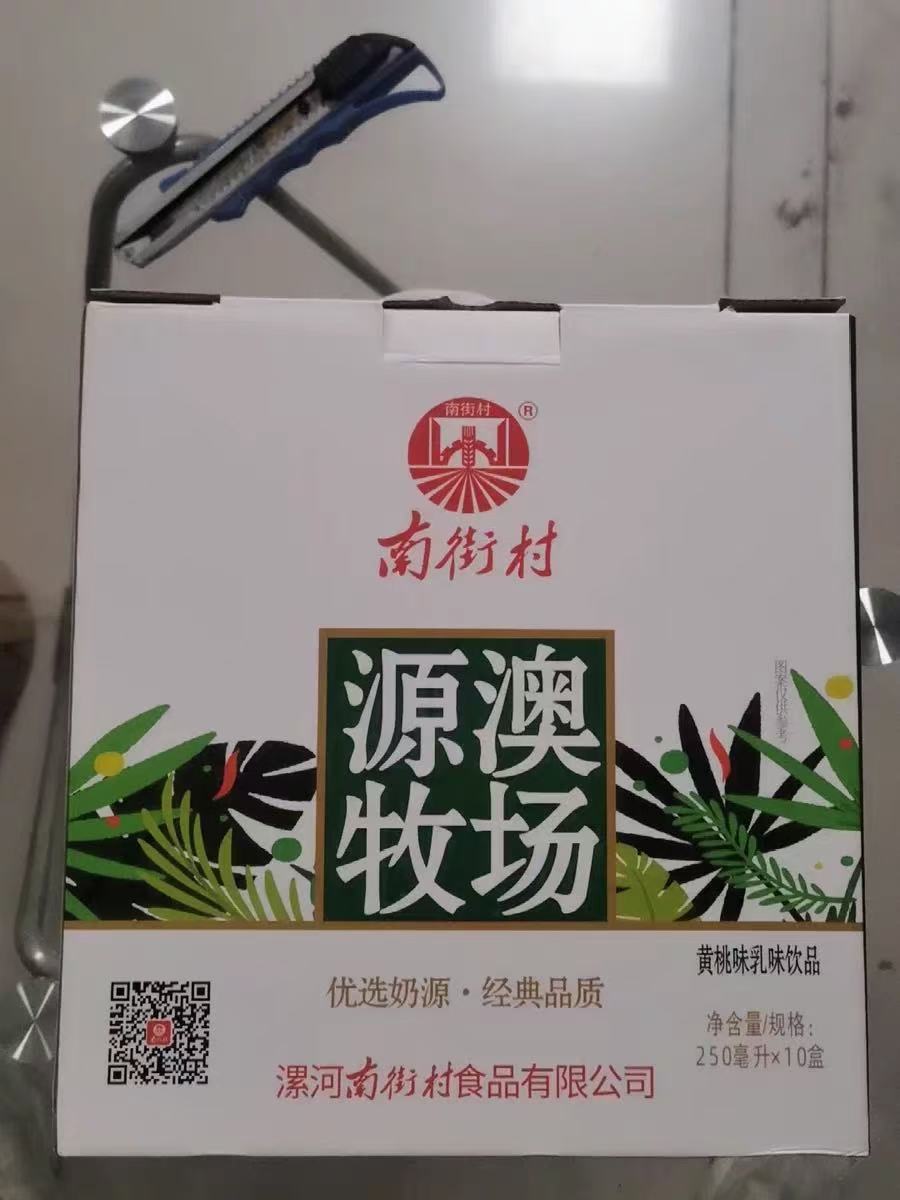 南街村
®
南街村
源澳
牧场
图案仅供参考
黄桃味乳味饮品
优选奶源·经典品质
净含量/规格:
250毫升×10盒
漯河南街村食品有限公司